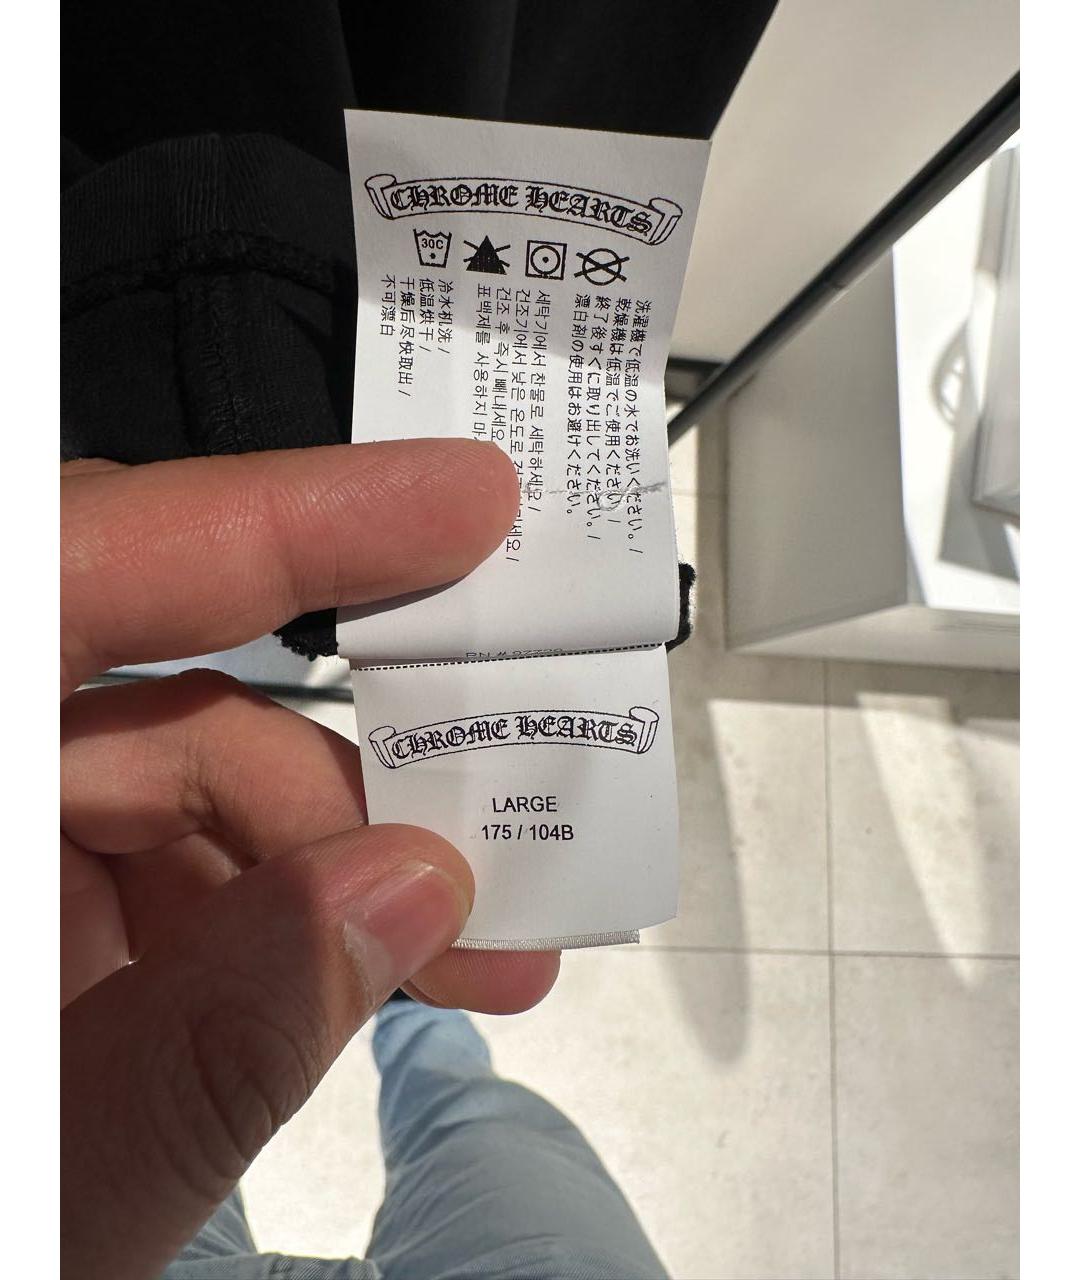 CHROME HEARTS
30C
洗濯機で低温の水でお洗いください。/
乾燥機は低温でご使用ください/
終了後すぐに取り出してください。/
漂白剤の使用はお避けください。
세탁기에서 찬물로 세탁하세요/
건조기에서 낮은 온도로
건조 후 즉시 빼내세요
표백제를 사용하지
冷水机洗/
低温烘干/
干燥后尽快取出/
不可漂白
CHROME HEARTS
LARGE
175 / 104B